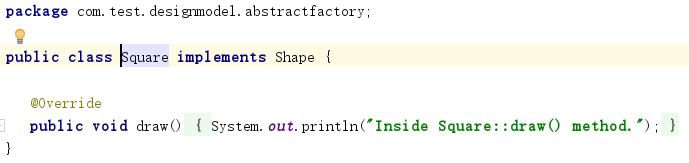 package com.test.designmodel.abstractfactory;
public class Square implements Shape {
@Override
public void draw() { System.out.println("Inside Square::draw() method."); }
}